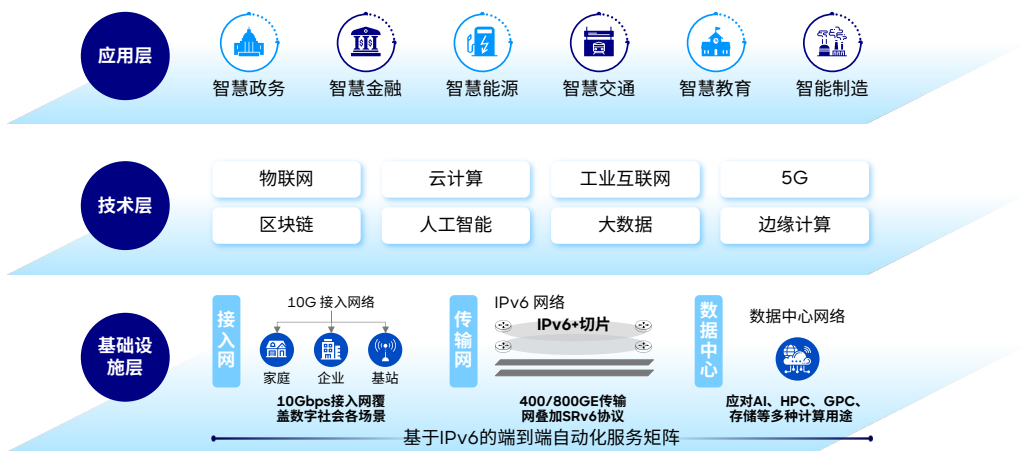 应用层
智慧政务
智慧金融
智慧能源
智慧交通
智慧教育
智能制造
技术层
物联网
云计算
工业互联网
5G
区块链
人工智能
大数据
边缘计算
基础设
施层
接入网
10G 接入网络
家庭
企业
基站
10Gbps接入网覆
盖数字社会各场景
传输网
IPv6 网络
IPv6+切片
400/800GE传输
网叠加SRv6协议
数据中心
数据中心网络
应对AI、HPC、GPC、
存储等多种计算用途
基于IPv6的端到端自动化服务矩阵